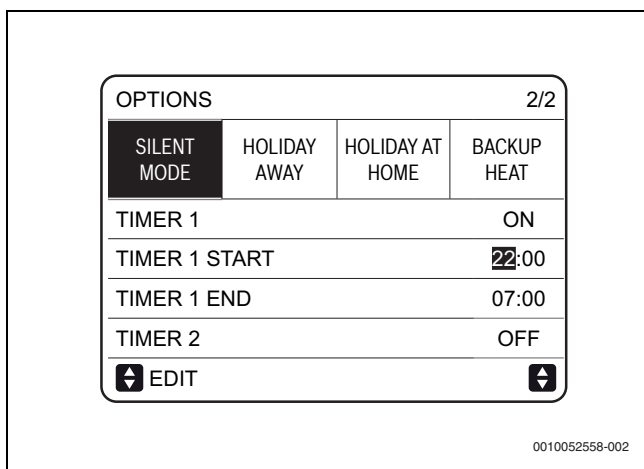 OPTIONS 2/2
SILENT MODE HOLIDAY AWAY HOLIDAY AT HOME BACKUP HEAT
TIMER 1 ON
TIMER 1 START 22:00
TIMER 1 END 07:00
TIMER 2 OFF
EDIT
0010052558-002